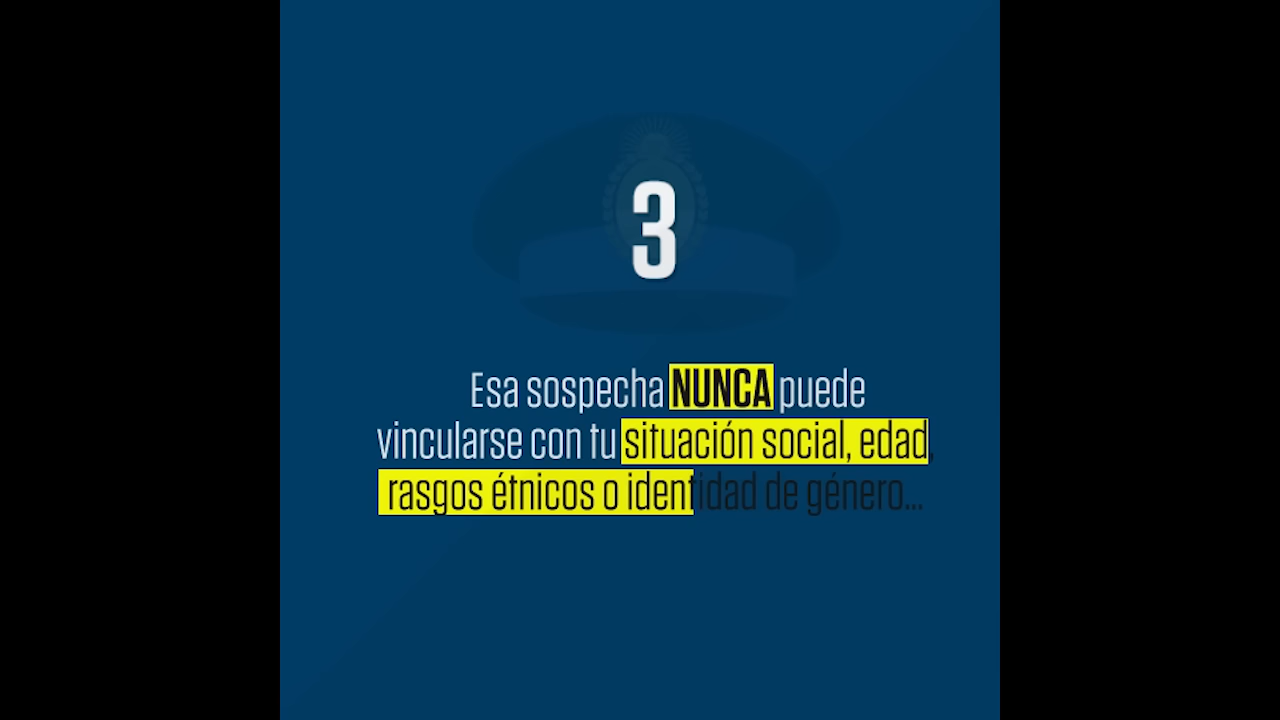 3
Esa sospecha NUNCA puede
vincularse con tu situación social, edad,
rasgos étnicos o identidad de género...